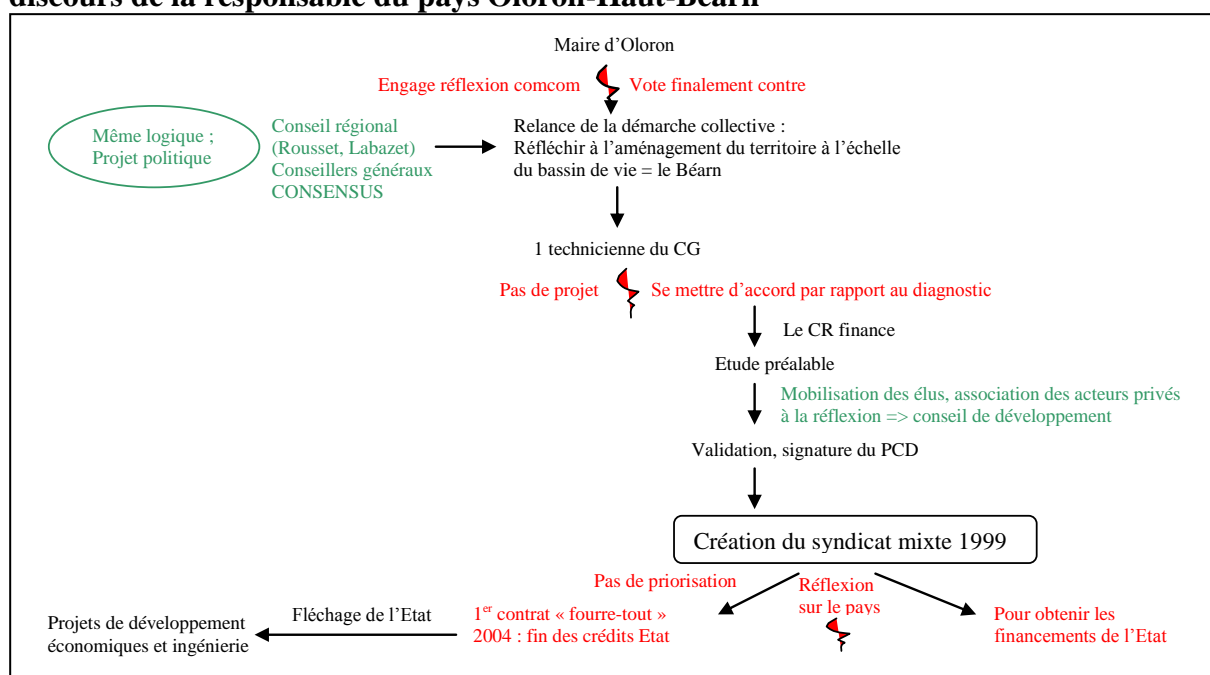 discours de la responsable du pays Oloron-Haut-Béarn
Maire d’Oloron
Engage réflexion comcom
Vote finalement contre
Même logique ;
Projet politique
Conseil régional
(Rousset, Labazet)
Conseillers généraux
CONSENSUS
Relance de la démarche collective :
Réfléchir à l’aménagement du territoire à l’échelle
du bassin de vie = le Béarn
1 technicienne du CG
Pas de projet
Se mettre d’accord par rapport au diagnostic
Le CR finance
Etude préalable
Mobilisation des élus, association des acteurs privés
à la réflexion => conseil de développement
Validation, signature du PCD
Création du syndicat mixte 1999
Pas de priorisation
Réflexion
sur le pays
Projets de développement
économiques et ingénierie
Fléchage de l’Etat
1er contrat « fourre-tout »
2004 : fin des crédits Etat
Pour obtenir les
financements de l’Etat